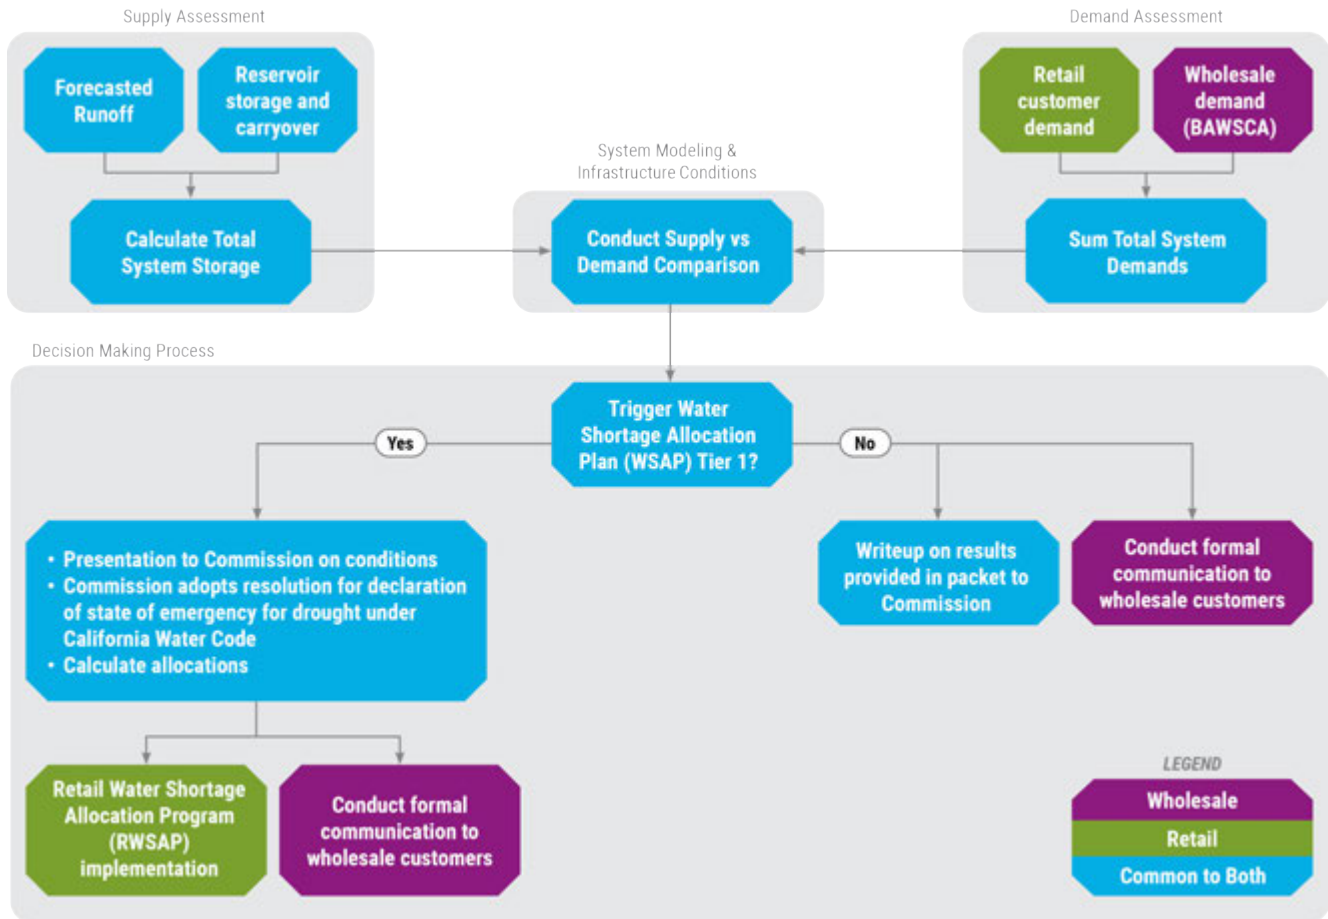 Supply Assessment
Forecasted
Runoff
Reservoir
storage and
carryover
Calculate Total
System Storage
System Modeling &
Infrastructure Conditions
Conduct Supply vs
Demand Comparison
Demand Assessment
Retail
customer
demand
Wholesale
demand
(BAWSCA)
Sum Total System
Demands
Decision Making Process
Trigger Water
Shortage Allocation
Plan (WSAP) Tier 1?
Yes
No
• Presentation to Commission on conditions
• Commission adopts resolution for declaration
of state of emergency for drought under
California Water Code
• Calculate allocations
Writeup on results
provided in packet to
Commission
Conduct formal
communication to
wholesale customers
Retail Water Shortage
Allocation Program
(RWSAP)
implementation
Conduct formal
communication to
wholesale customers
LEGEND
Wholesale
Retail
Common to Both